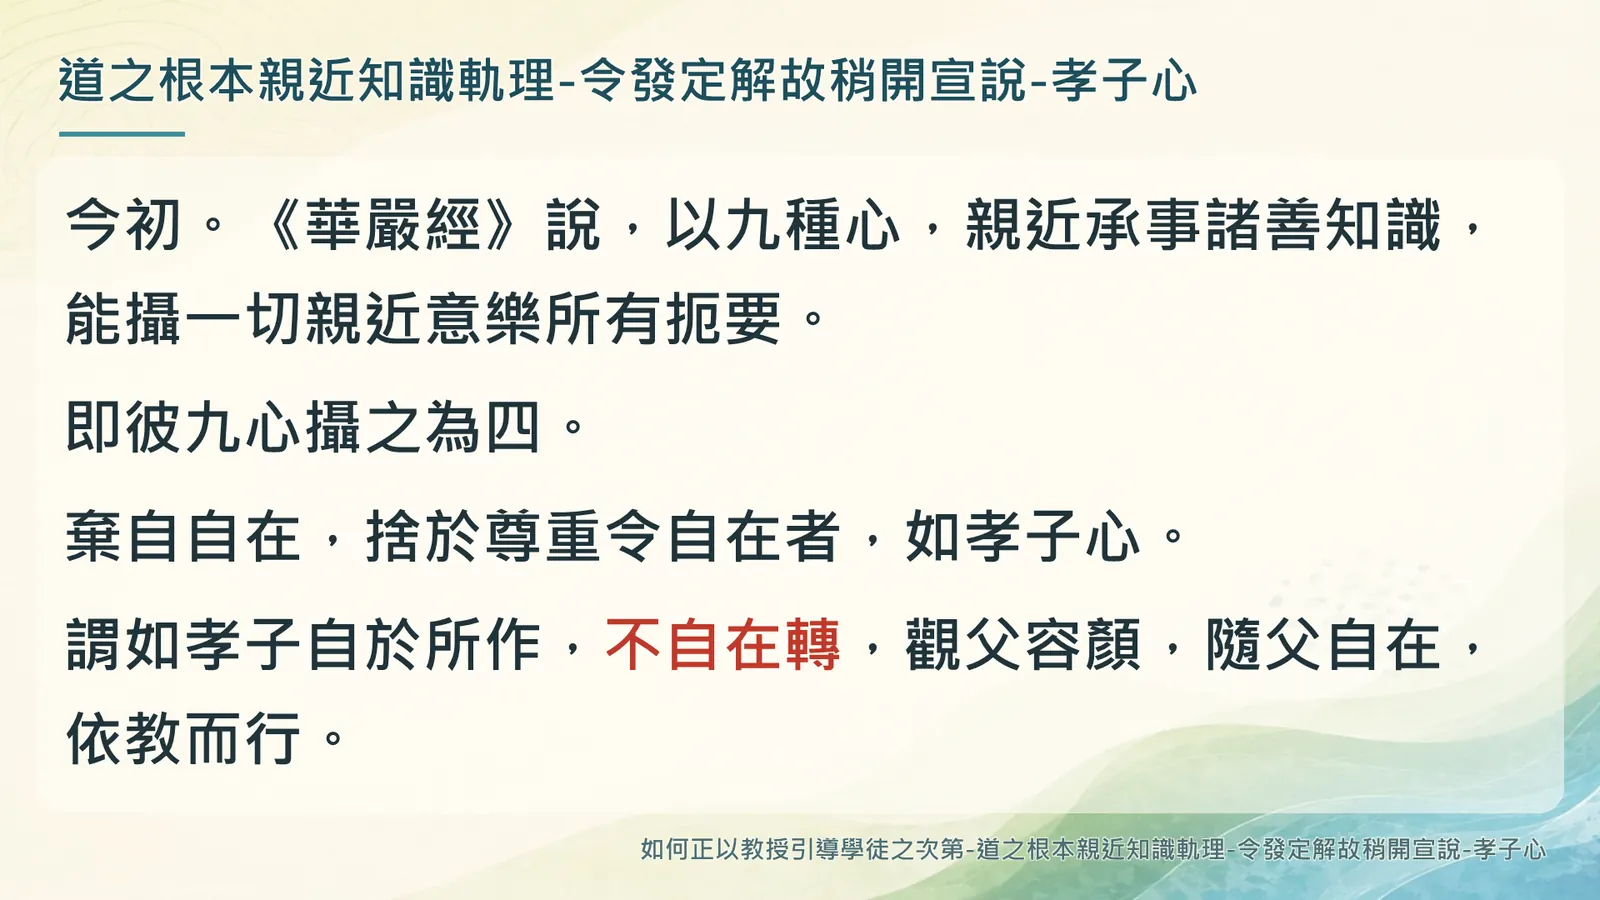 道之根本親近知識軌理-令發定解故稍開宣說-孝子心
今初。《華嚴經》說，以九種心，親近承事諸善知識，
能攝一切親近意樂所有扼要。
即彼九心攝之為四。
棄自自在，捨於尊重令自在者，如孝子心。
謂如孝子自於所作，不自在轉，觀父容顏，隨父自在，
依教而行。
如何正以教授引導學徒之次第-道之根本親近知識軌理-令發定解故稍開宣說-孝子心